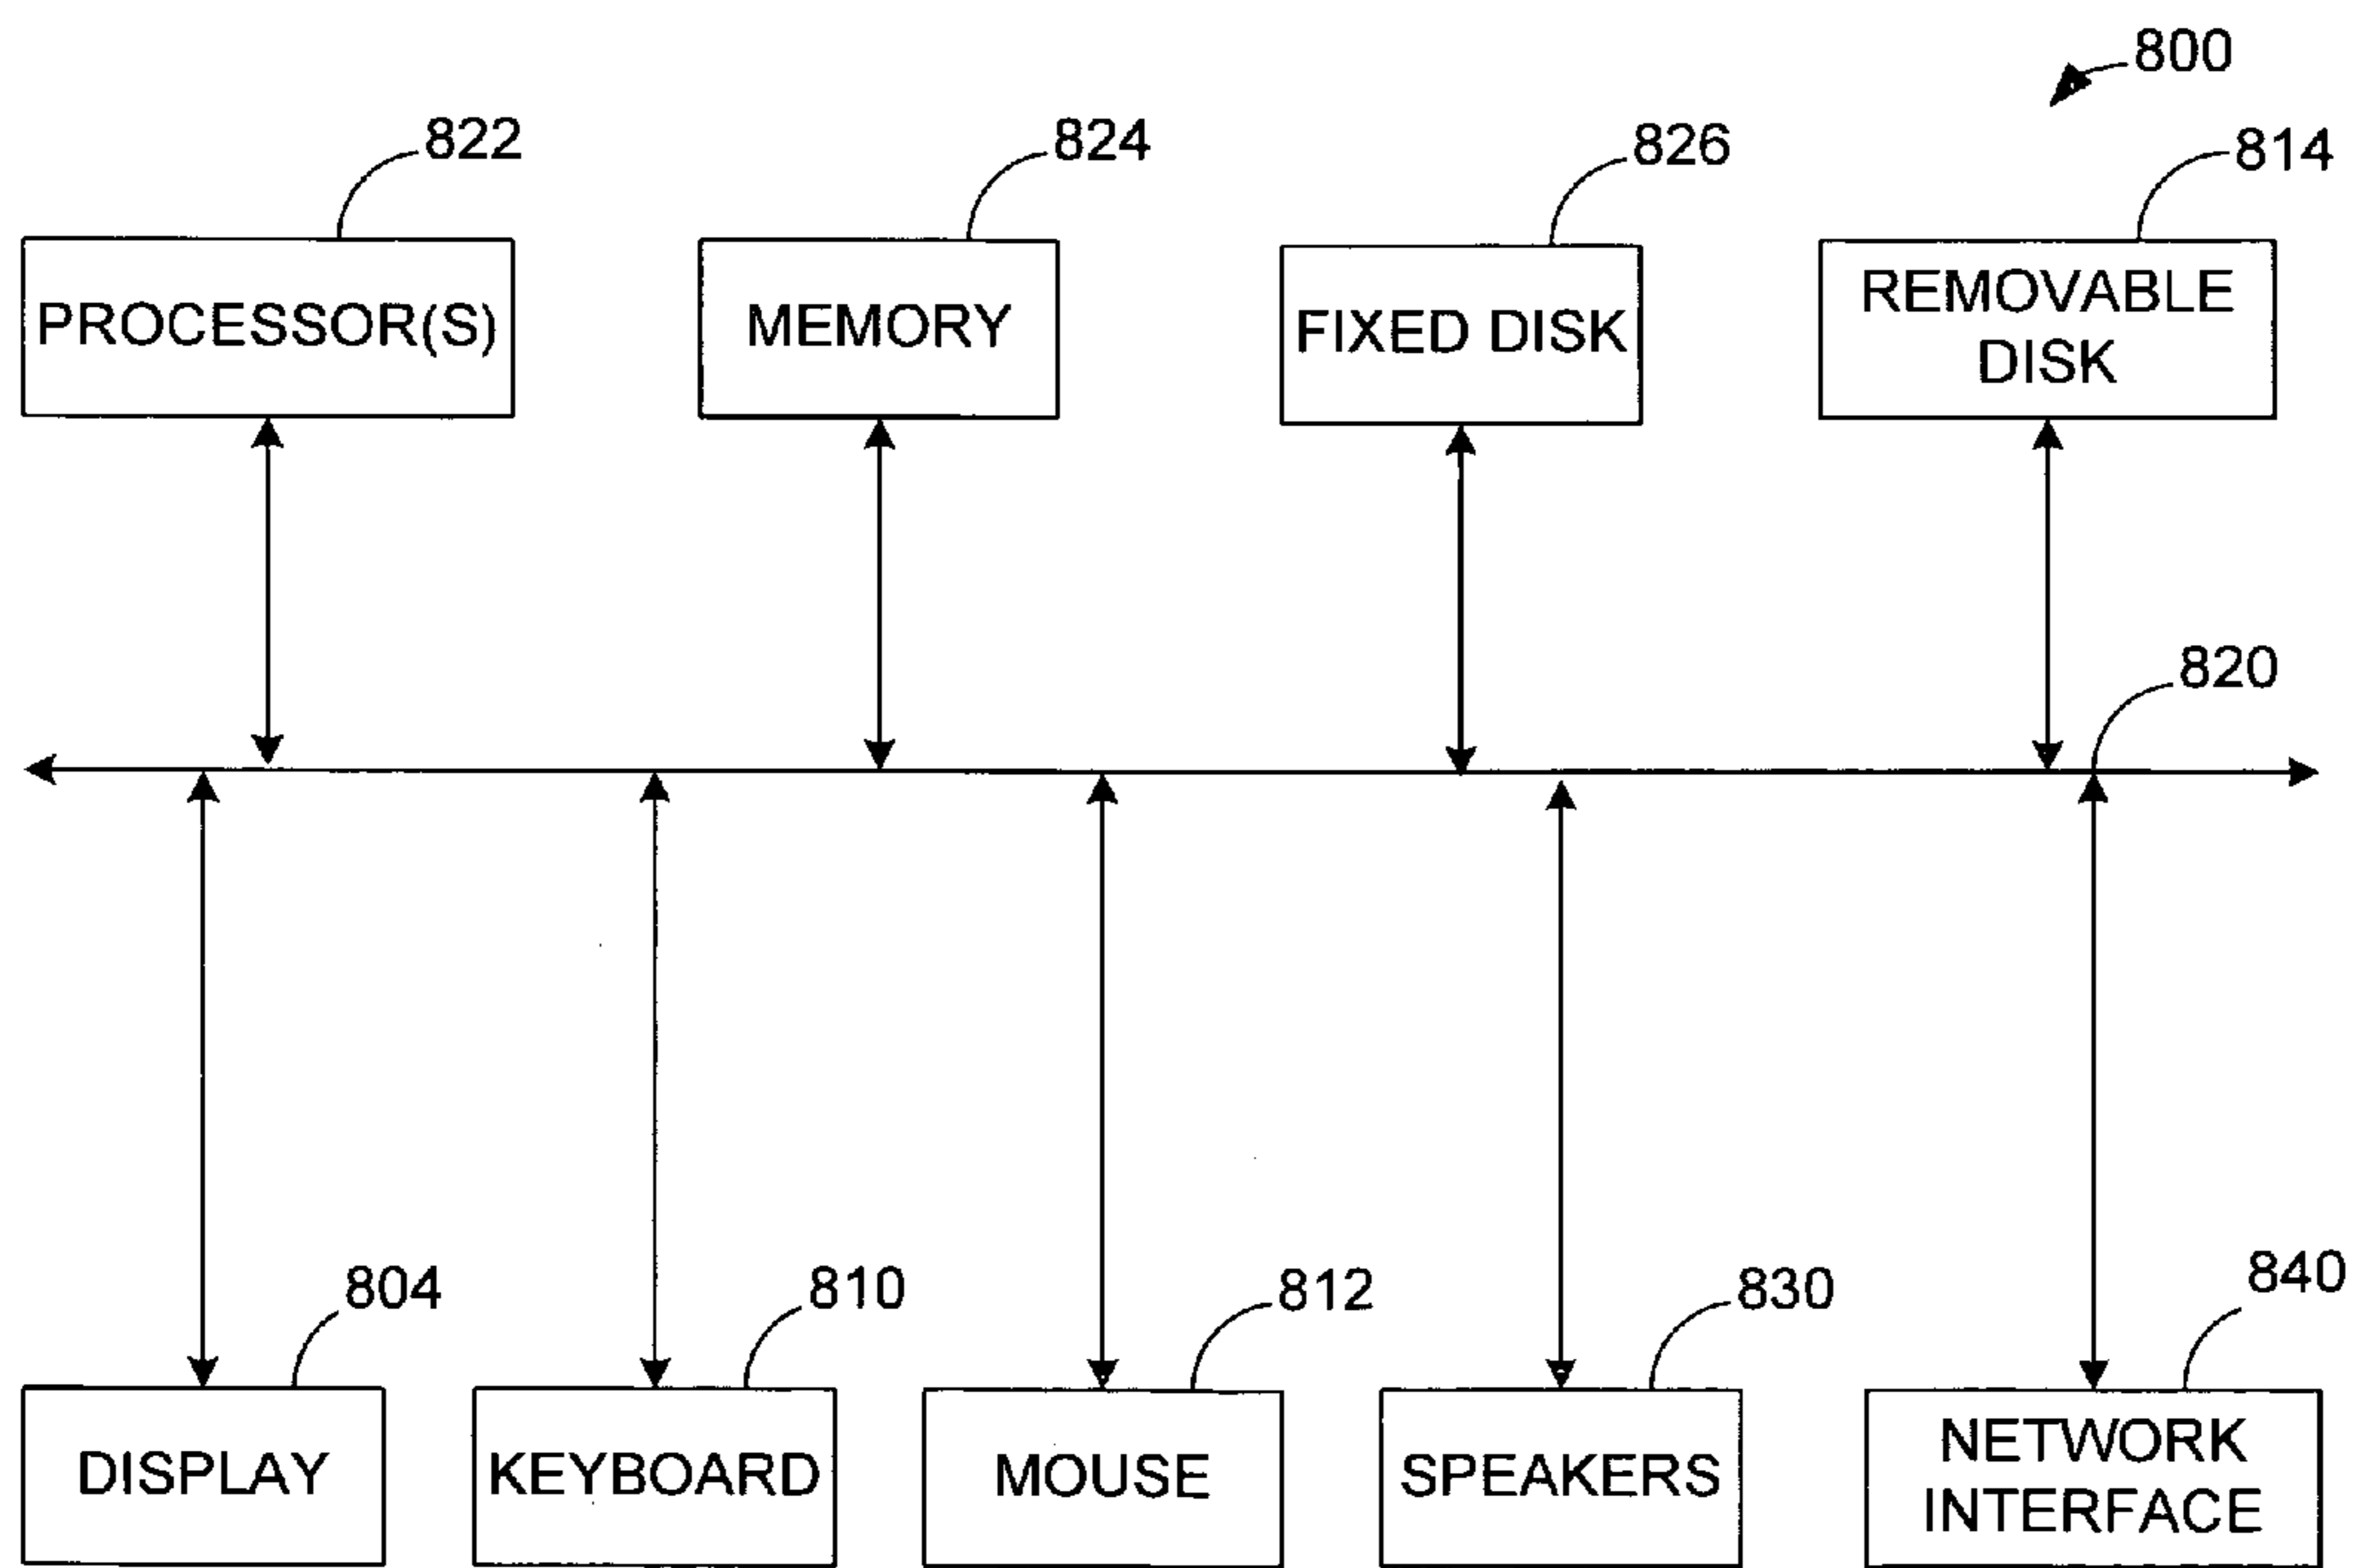 800
822
824
826
814
PROCESSOR(S)
MEMORY
FIXED DISK
REMOVABLE
DISK
820
804
810
812
830
840
DISPLAY
KEYBOARD
MOUSE
SPEAKERS
NETWORK
INTERFACE